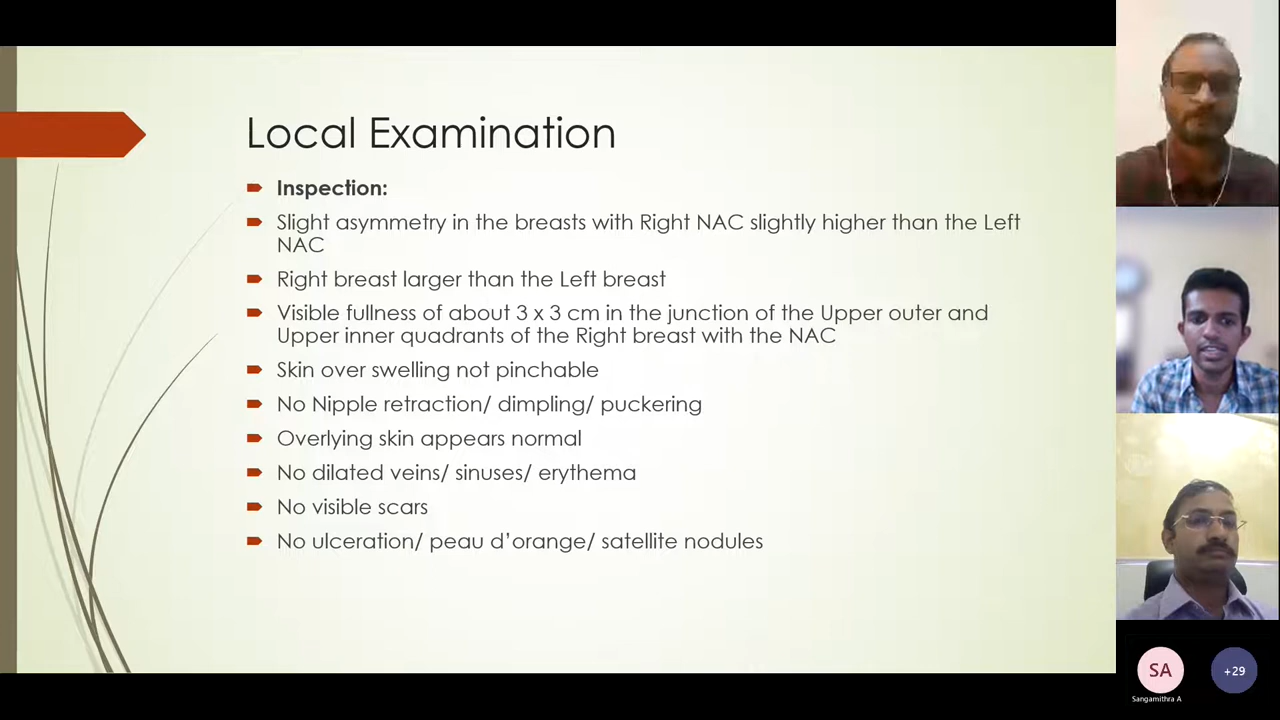 Local Examination
Inspection:
Slight asymmetry in the breasts with Right NAC slightly higher than the Left
NAC
Right breast larger than the Left breast
Visible fullness of about 3 x 3 cm in the junction of the Upper outer and
Upper inner quadrants of the Right breast with the NAC
Skin over swelling not pinchable
No Nipple retraction/ dimpling/ puckering
Overlying skin appears normal
No dilated veins/ sinuses/ erythema
No visible scars
No ulceration/ peau d’orange/ satellite nodules
SA
+29
Sangamithra A